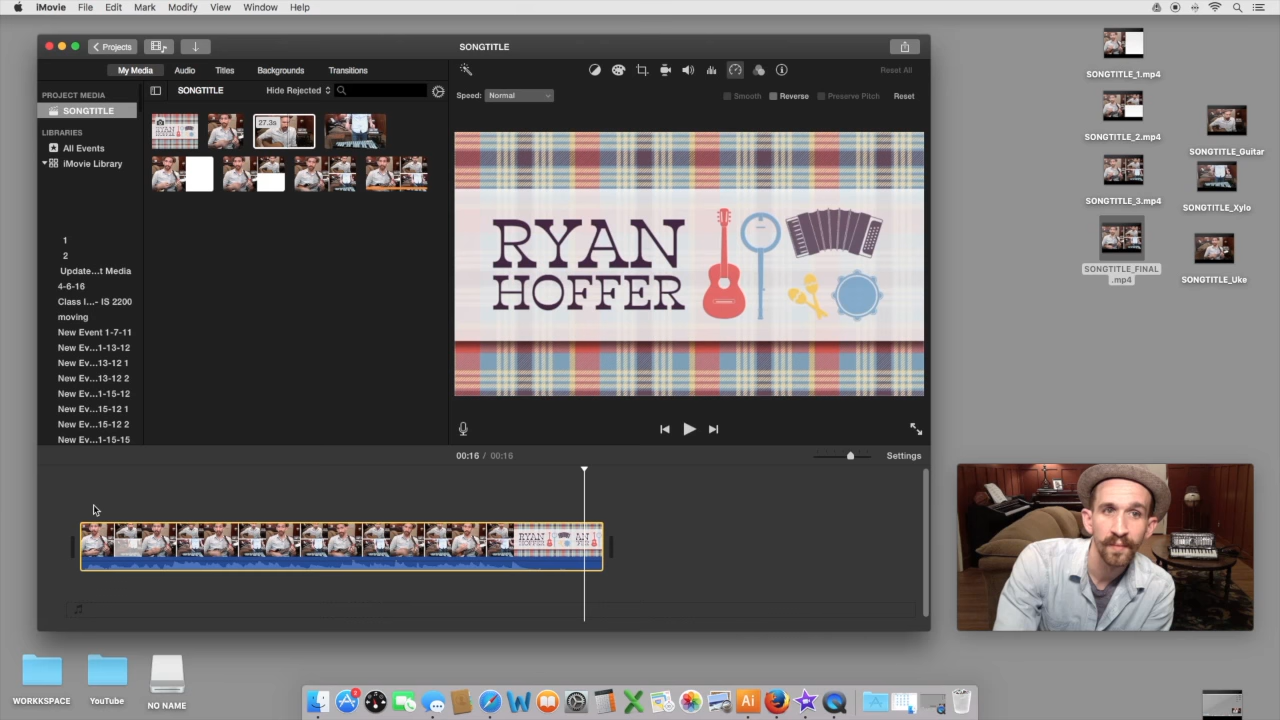 iMovie File Edit Mark Modify View Window Help
Projects
SONGTITLE
My Media Audio Titles Backgrounds Transitions
Reset All
PROJECT MEDIA
SONGTITLE
LIBRARIES
All Events
iMovie Library
1
2
Update...t Media
4-6-16
Class I...- IS 2200
moving
New Event 1-7-11
New Ev...1-13-12
New Ev...13-12 1
New Ev...13-12 2
New Ev...1-15-12
New Ev...15-12 1
New Ev...15-12 2
New Ev...1-15-15
SONGTITLE Hide Rejected
27.3s
Speed: Normal Smooth Reverse Preserve Pitch Reset
RYAN
HOFFER
00:16 / 00:16
Settings
RYAN
HOFFER
SONGTITLE_1.mp4
SONGTITLE_2.mp4
SONGTITLE_3.mp4
SONGTITLE_FINAL
.mp4
SONGTITLE_Guitar
SONGTITLE_Xylo
SONGTITLE_Uke
WORKKSPACE
YouTube
NO NAME
Ai